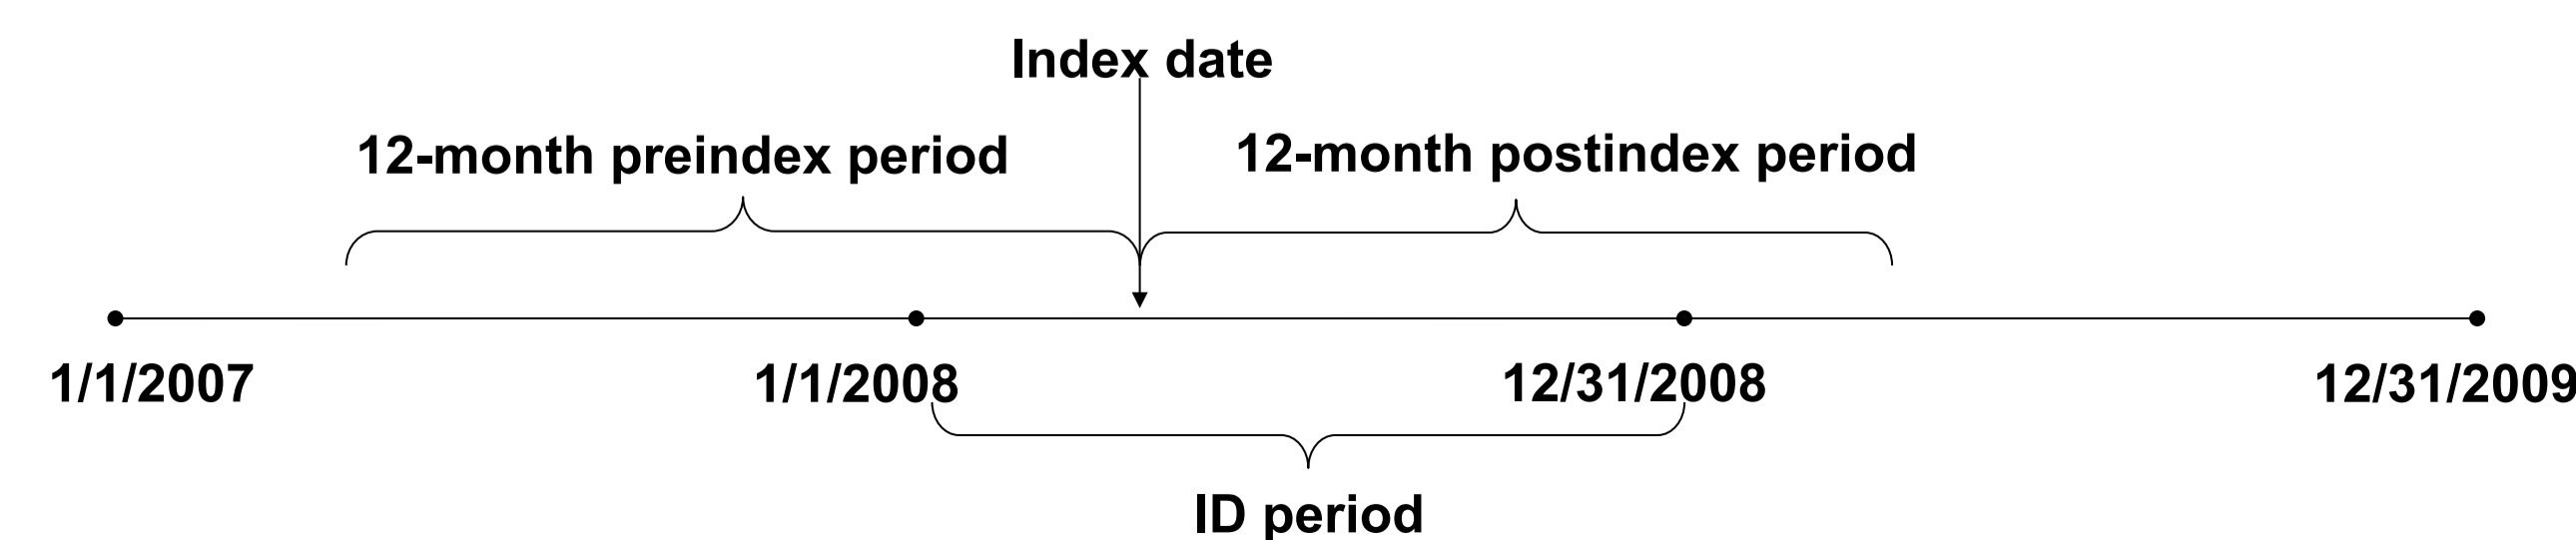 Index date
12-month preindex period
12-month postindex period
1/1/2007
1/1/2008
12/31/2008
12/31/2009
ID period